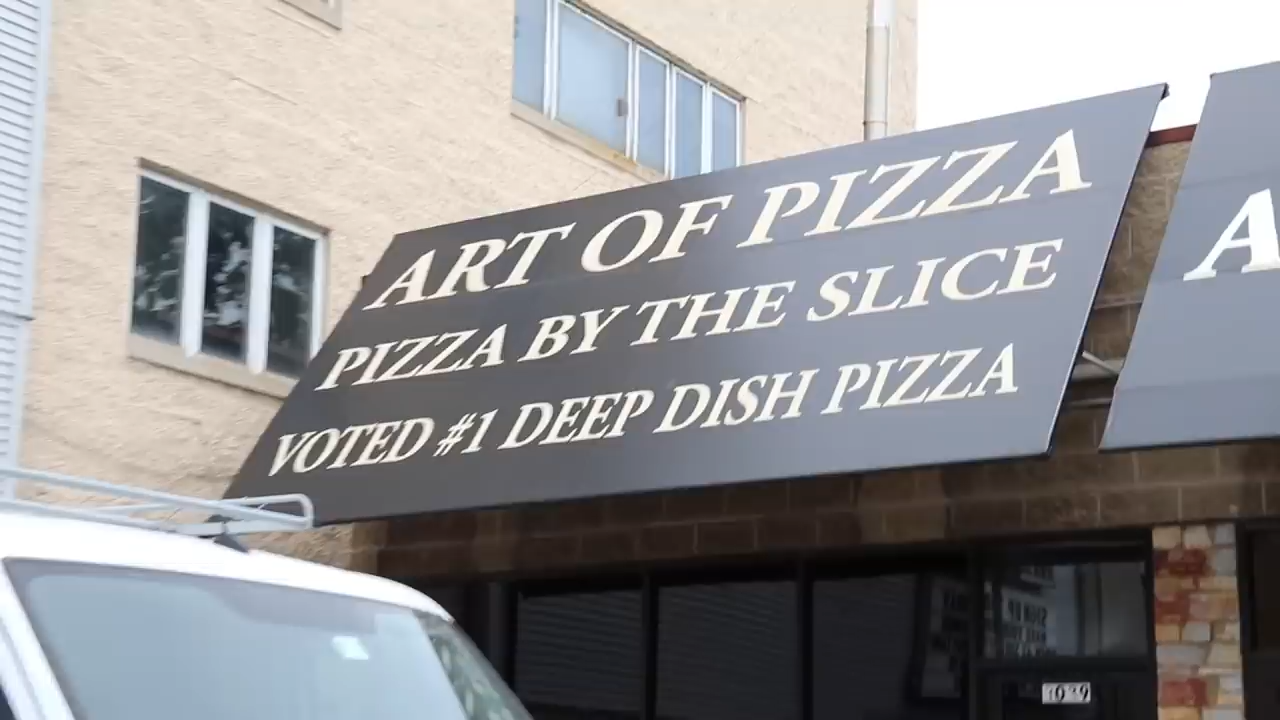 ART OF PIZZA
PIZZA BY THE SLICE
VOTED #1 DEEP DISH PIZZA
A